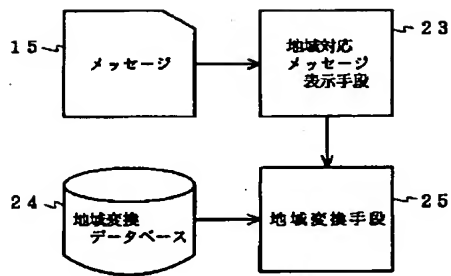 15
メッセージ
地域対応
メッセージ
表示手段
23
24
地域変換
データベース
地域変換手段
25